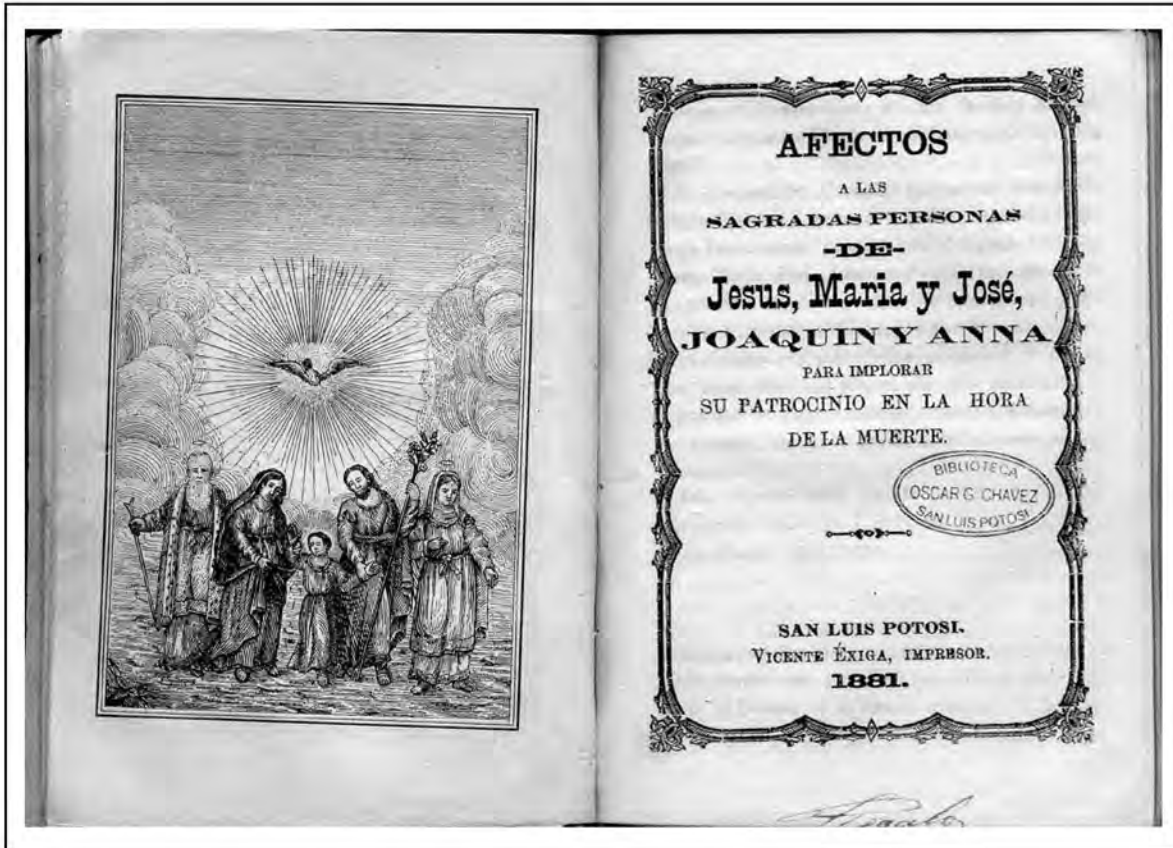 AFECTOS
A LAS
SAGRADAS PERSONAS
-DE-
Jesus, Maria y José,
JOAQUIN Y ANNA
PARA IMPLORAR
SU PATROCINIO EN LA HORA
DE LA MUERTE.
BIBLIOTECA
OSCAR G. CHAVEZ
SAN LUIS POTOSI
SAN LUIS POTOSI.
VICENTE ÉXIGA, IMPRESOR.
1881.